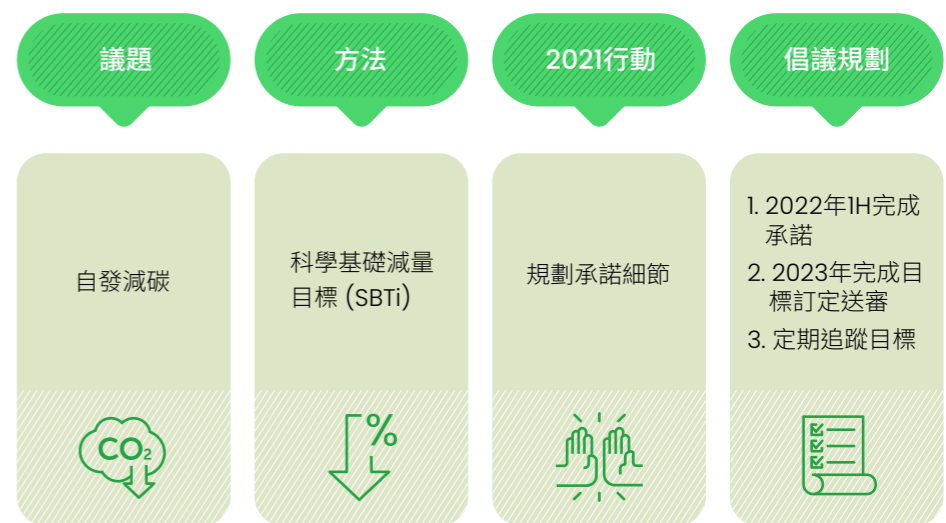 議題
方法
2021行動
倡議規劃
自發減碳
科學基礎減量
目標 (SBTi)
規劃承諾細節
1. 2022年1H完成
承諾
2. 2023年完成目
標訂定送審
3. 定期追蹤目標
CO₂
%